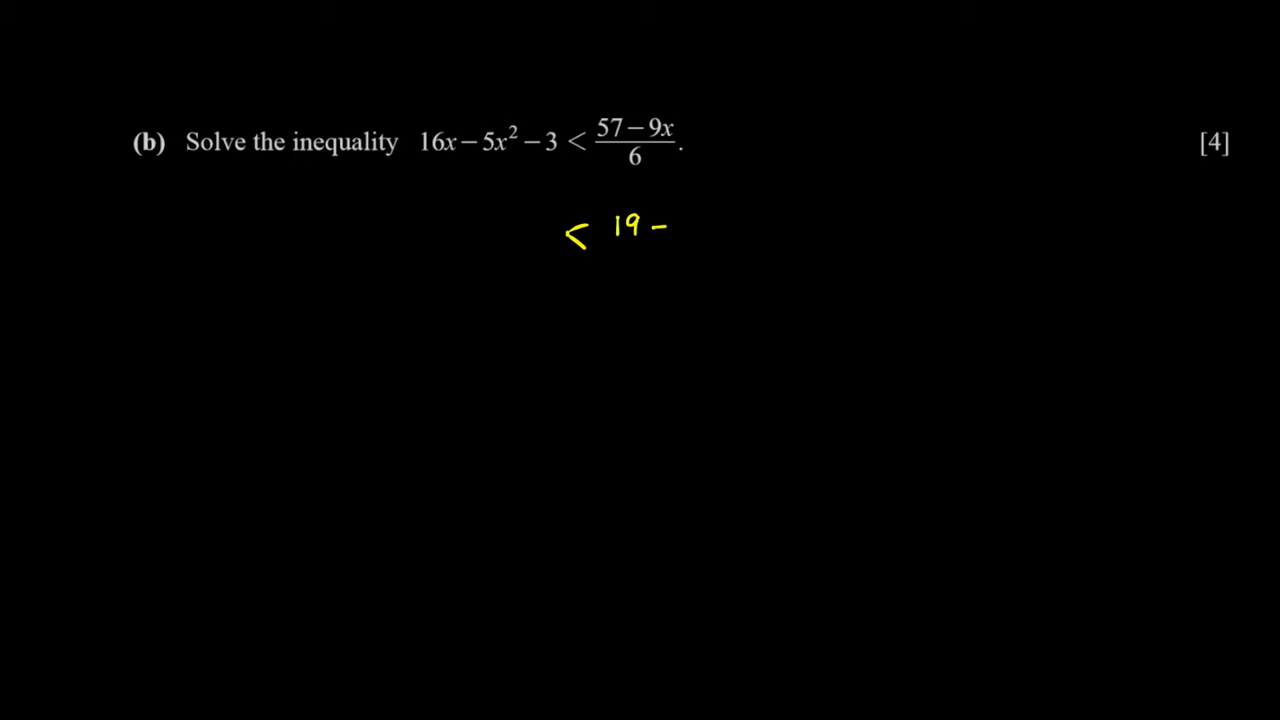 (b) Solve the inequality 16x − 5x² − 3 < (57 − 9x)/6. [4]
< 19 −